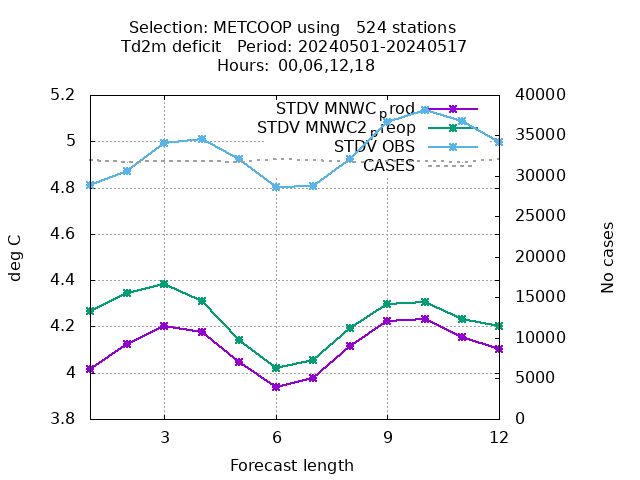 Selection: METCOOP using   524 stations
Td2m deficit   Period: 20240501-20240517
Hours:  00,06,12,18
STDV MNWCprod
STDV MNWC2preop
STDV OBS
CASES
5.2
5
4.8
4.6
4.4
4.2
4
3.8
40000
35000
30000
25000
20000
15000
10000
5000
0
deg C
No cases
3
6
9
12
Forecast length